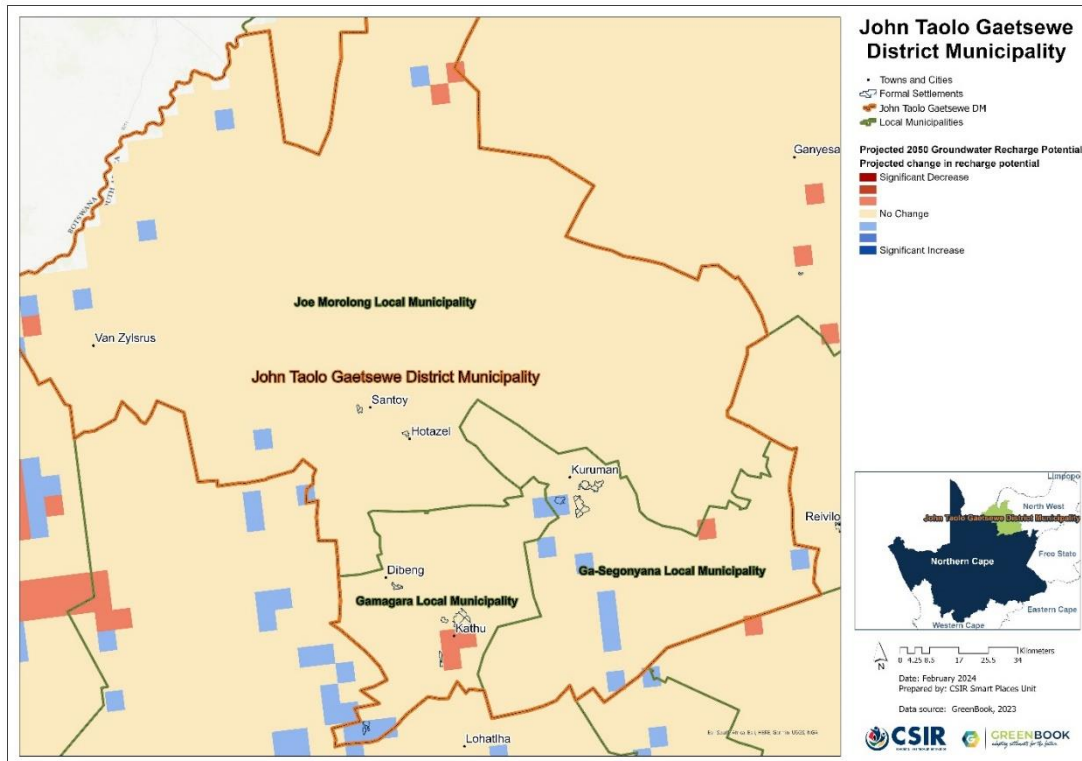 John Taolo Gaetsewe
District Municipality
Towns and Cities
Formal Settlements
John Taolo Gaetsewe DM
Local Municipalities
Projected 2050 Groundwater Recharge Potential
Projected change in recharge potential
Significant Decrease
No Change
Significant Increase
BOTSWANA
Ganyesa
Joe Morolong Local Municipality
Van Zylsrus
John Taolo Gaetsewe District Municipality
Santoy
Hotazel
Kuruman
Reivilo
Dibeng
Ga-Segonyana Local Municipality
Gamagara Local Municipality
Kathu
Lohatlha
Limpopo
North West
John Taolo Gaetsewe District Municipality
Northern Cape
Free State
Eastern Cape
Western Cape
Kilometers
0 4.25 8.5 17 25.5 34
N
Date: February 2024
Prepared by: CSIR Smart Places Unit
Data source: GreenBook, 2023
CSIR
GREENBOOK